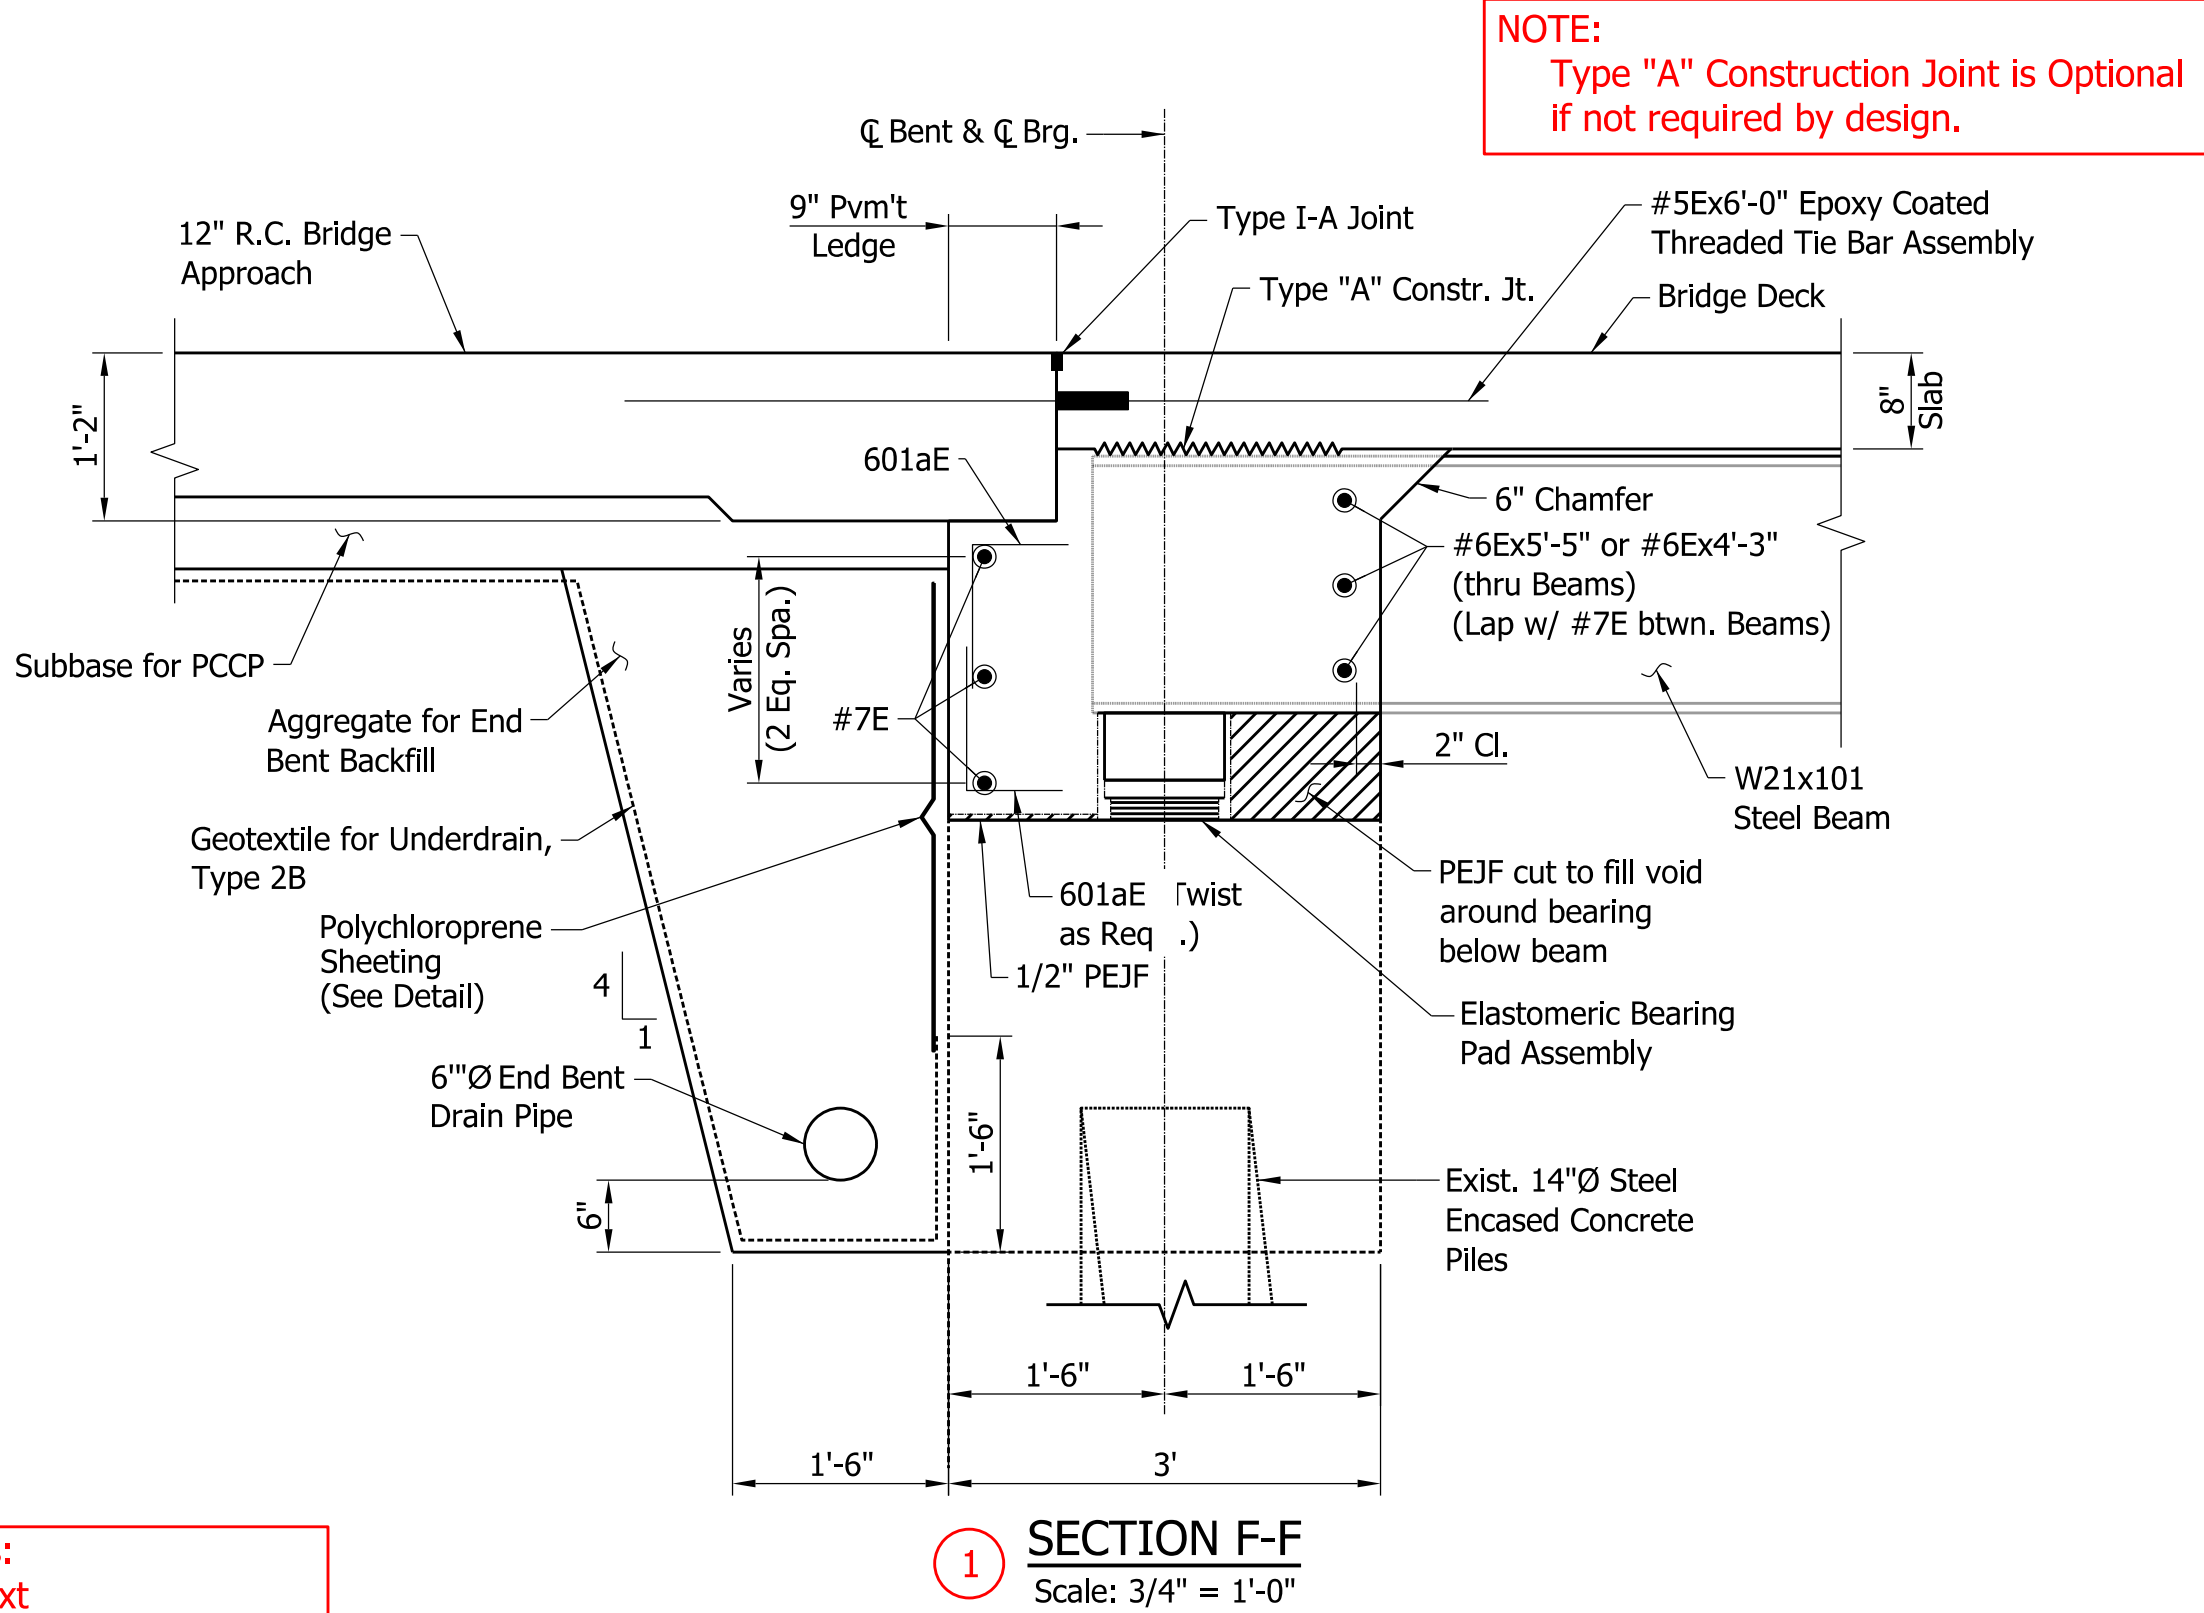 NOTE:
Type "A" Construction Joint is Optional
if not required by design.
℄ Bent & ℄ Brg.
9" Pvm't
Ledge
Type I-A Joint
#5Ex6'-0" Epoxy Coated
Threaded Tie Bar Assembly
12" R.C. Bridge
Approach
Type "A" Constr. Jt.
Bridge Deck
1'-2"
8"
Slab
601aE
6" Chamfer
#6Ex5'-5" or #6Ex4'-3"
(thru Beams)
(Lap w/ #7E btwn. Beams)
Subbase for PCCP
Varies
(2 Eq. Spa.)
#7E
Aggregate for End
Bent Backfill
2" Cl.
W21x101
Steel Beam
Geotextile for Underdrain,
Type 2B
PEJF cut to fill void
around bearing
below beam
601aE Twist
as Req .)
1/2" PEJF
Polychloroprene
Sheeting
(See Detail)
4
1
Elastomeric Bearing
Pad Assembly
6'"Ø End Bent
Drain Pipe
1'-6"
6"
Exist. 14"Ø Steel
Encased Concrete
Piles
1'-6"
1'-6"
1'-6"
3'
1
SECTION F-F
Scale: 3/4" = 1'-0"